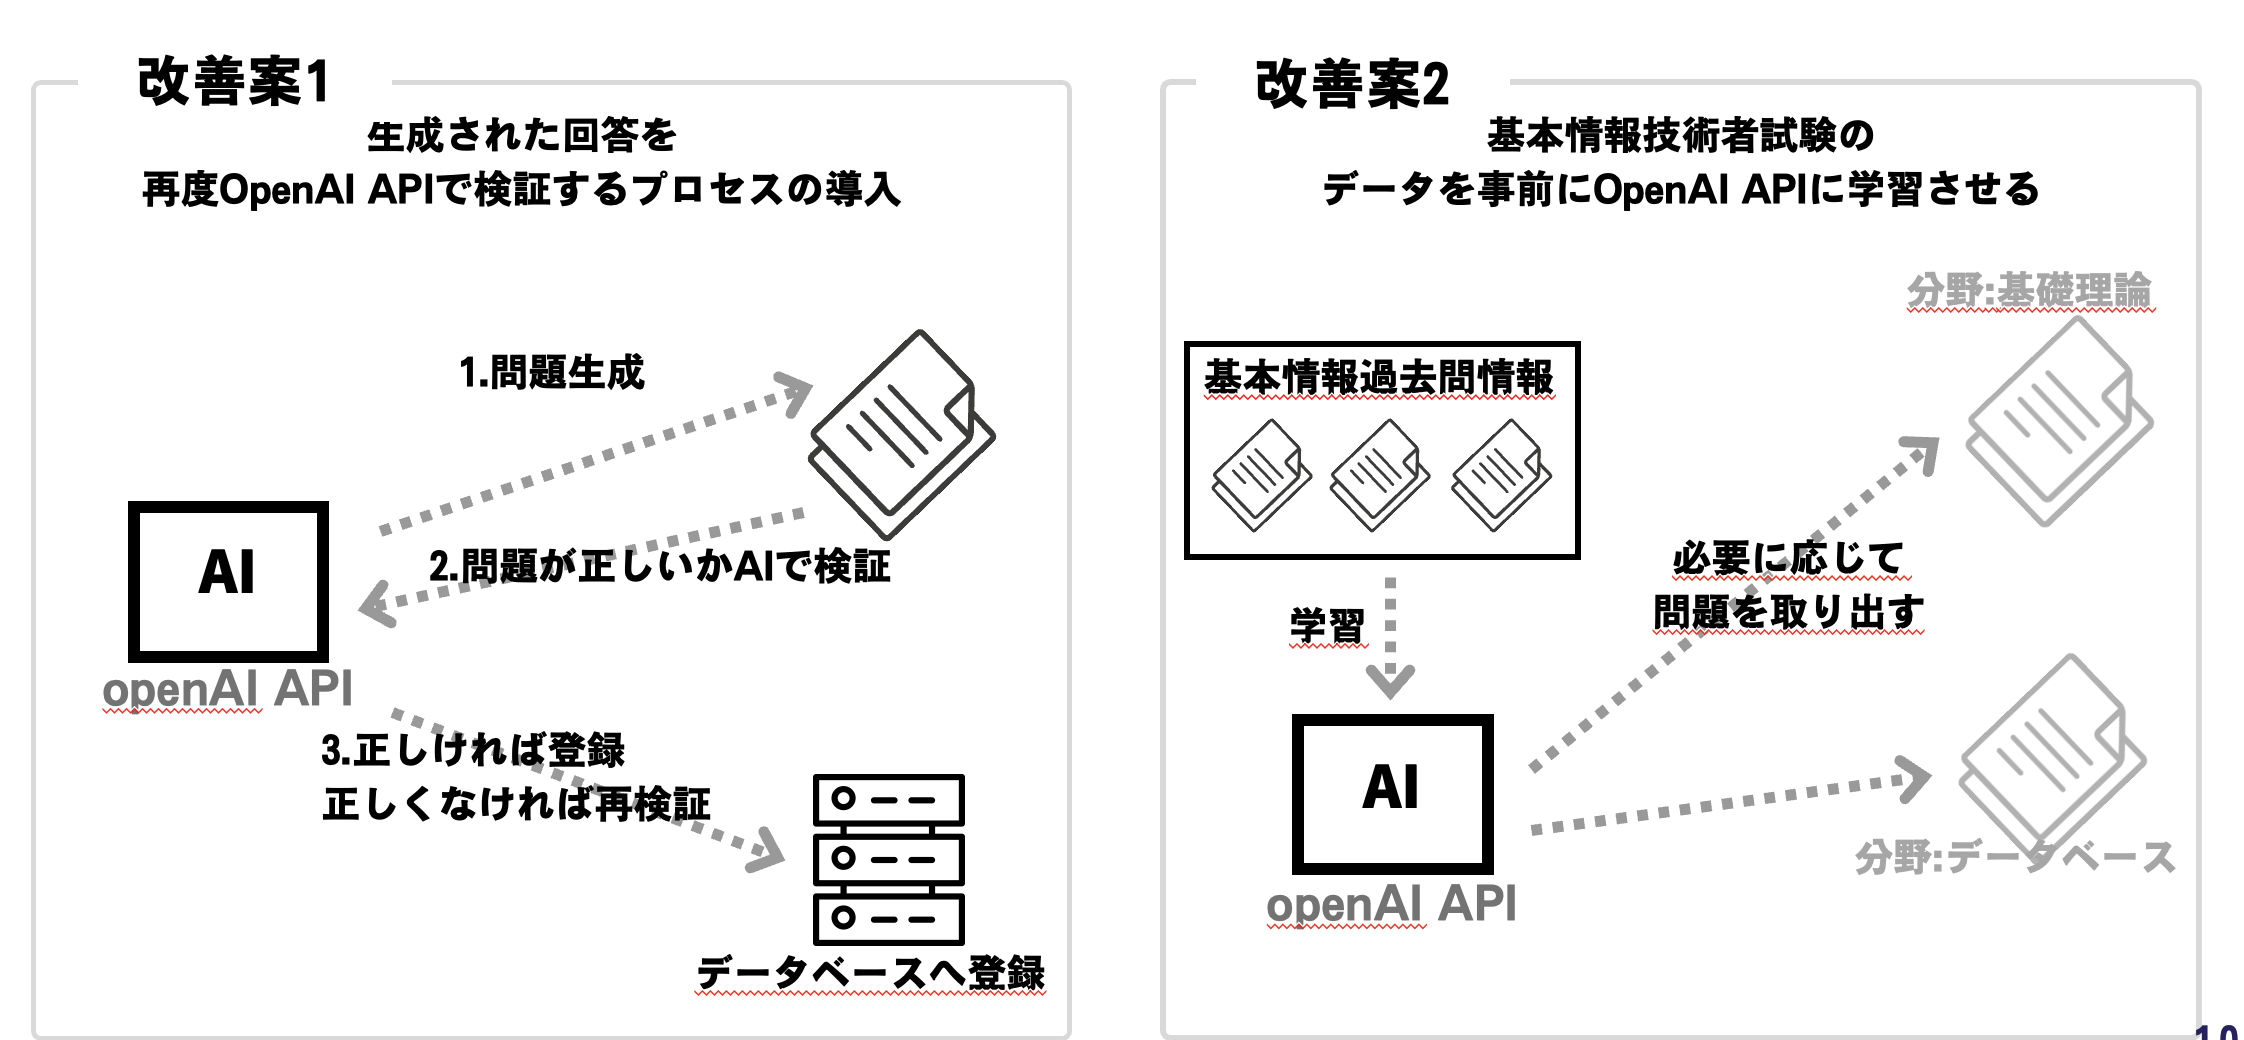 改善案1
生成された回答を
再度OpenAI APIで検証するプロセスの導入
1.問題生成
2.問題が正しいかAIで検証
AI
openAI API
3.正しければ登録
正しくなければ再検証
データベースへ登録
改善案2
基本情報技術者試験の
データを事前にOpenAI APIに学習させる
分野:基礎理論
基本情報過去問情報
必要に応じて
問題を取り出す
学習
AI
openAI API
分野:データベース
10